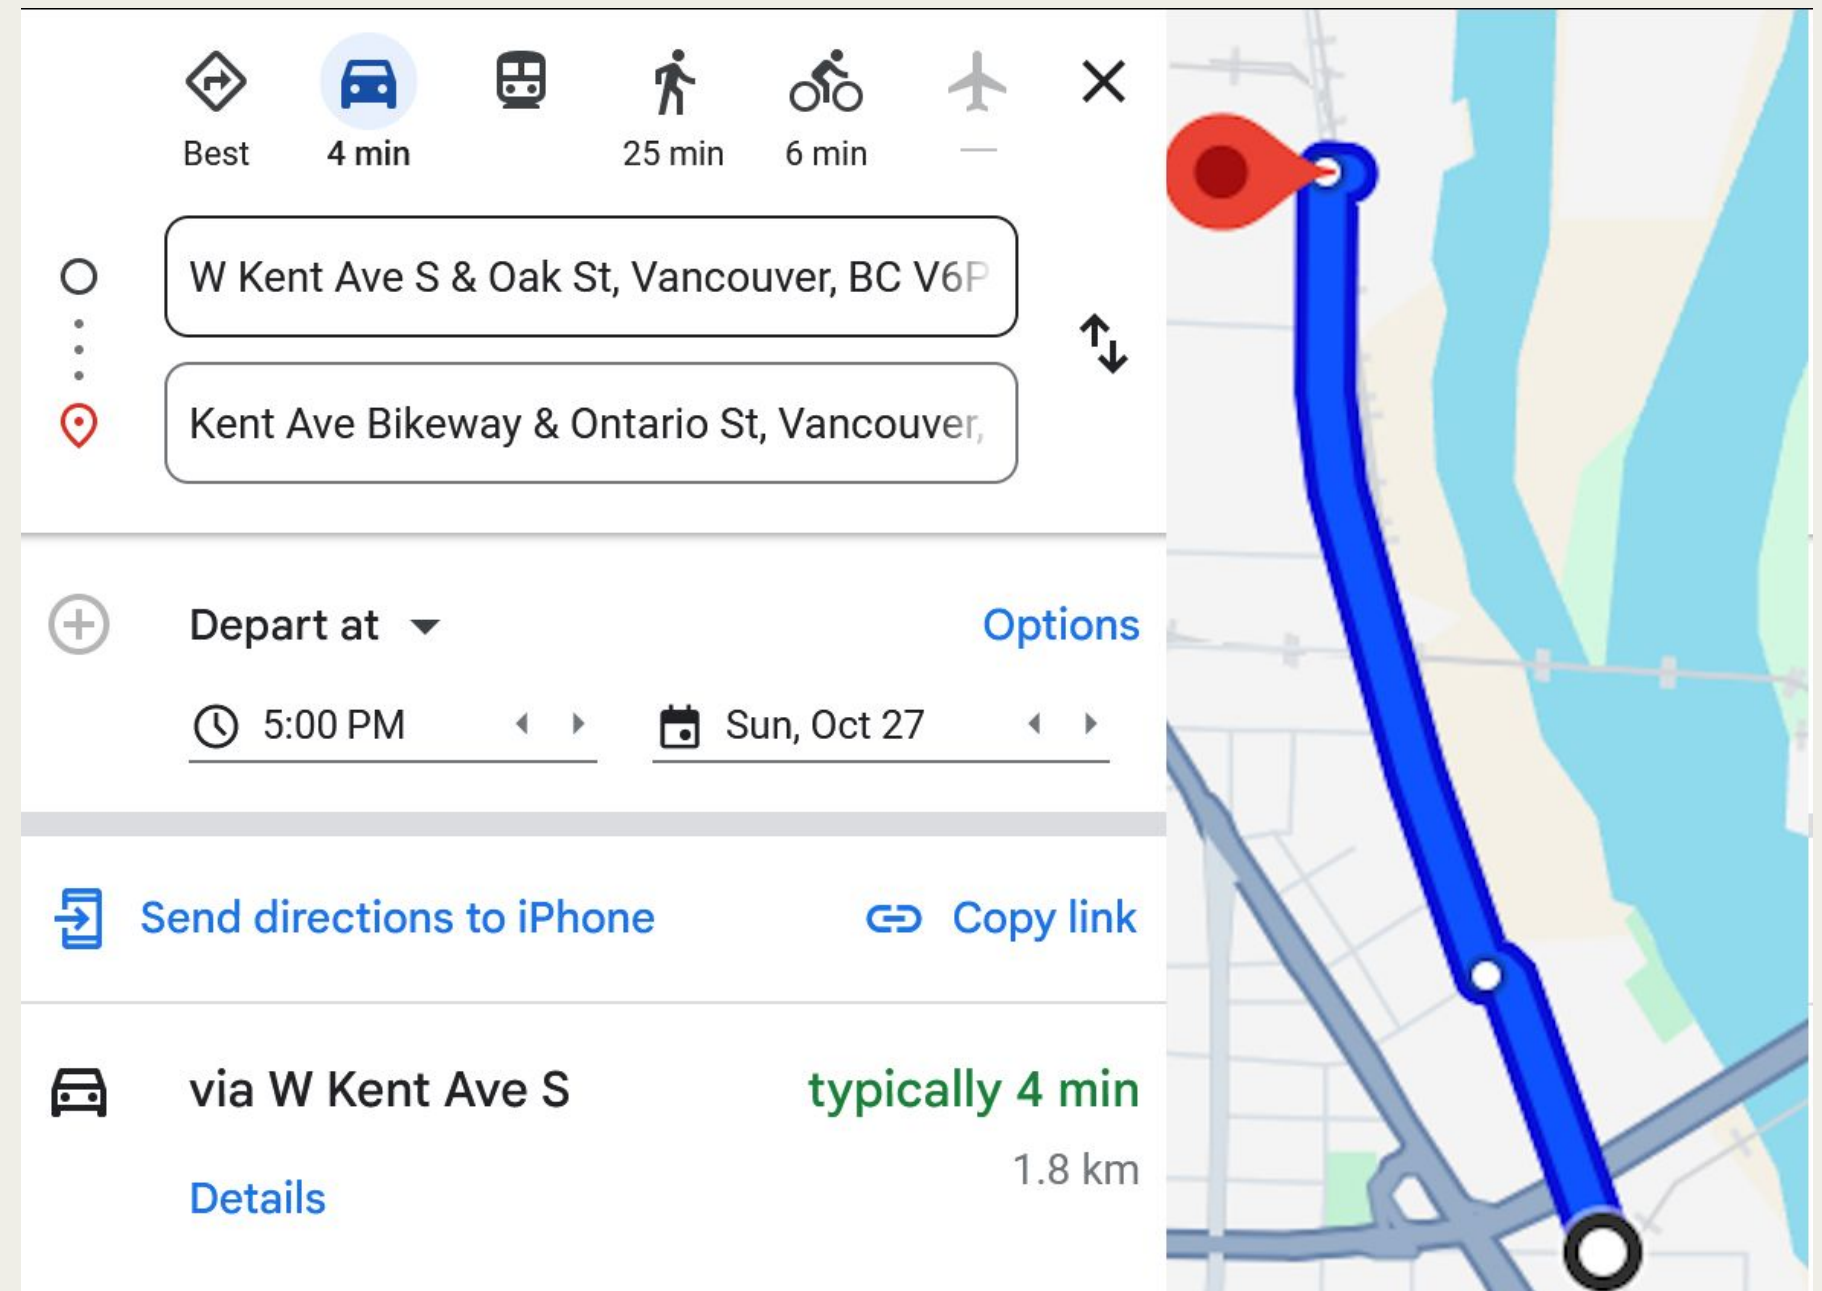 Best 4 min 25 min 6 min —
W Kent Ave S & Oak St, Vancouver, BC V6P
Kent Ave Bikeway & Ontario St, Vancouver,
Depart at Options
5:00 PM Sun, Oct 27
Send directions to iPhone Copy link
via W Kent Ave S typically 4 min
1.8 km
Details